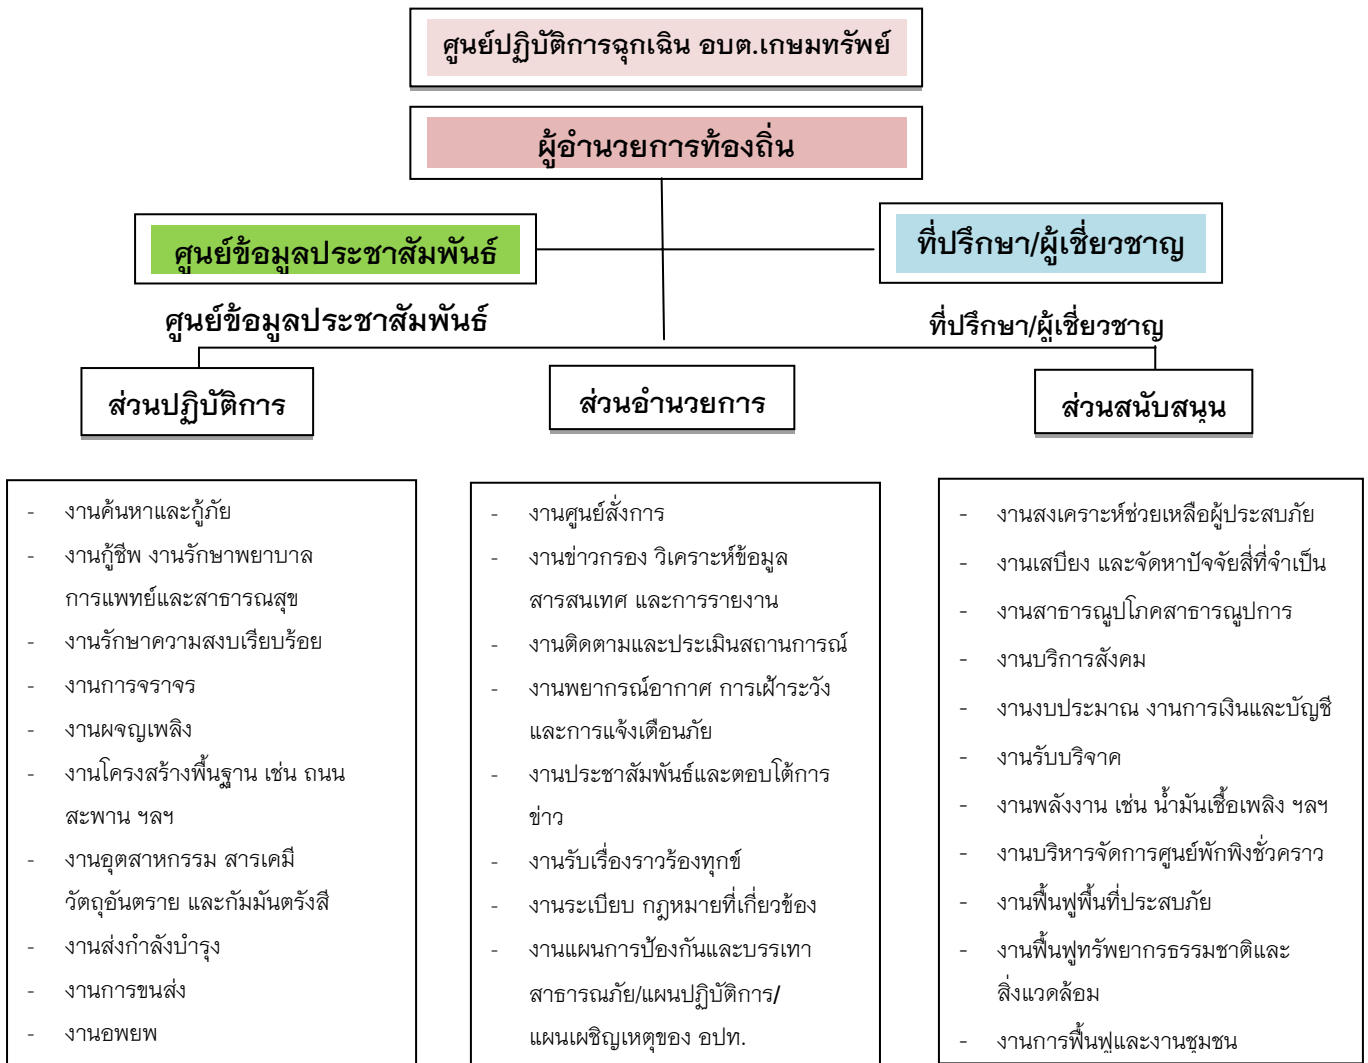 ศูนย์ปฏิบัติการฉุกเฉิน อบต.เกษมทรัพย์
ผู้อำนวยการท้องถิ่น
ศูนย์ข้อมูลประชาสัมพันธ์
ที่ปรึกษา/ผู้เชี่ยวชาญ
ศูนย์ข้อมูลประชาสัมพันธ์
ที่ปรึกษา/ผู้เชี่ยวชาญ
ส่วนปฏิบัติการ
ส่วนอำนวยการ
ส่วนสนับสนุน
- งานค้นหาและกู้ภัย
- งานกู้ชีพ งานรักษาพยาบาล
การแพทย์และสาธารณสุข
- งานรักษาความสงบเรียบร้อย
- งานการจราจร
- งานผจญเพลิง
- งานโครงสร้างพื้นฐาน เช่น ถนน
สะพาน ฯลฯ
- งานอุตสาหกรรม สารเคมี
วัตถุอันตราย และกัมมันตรังสี
- งานส่งกำลังบำรุง
- งานการขนส่ง
- งานอพยพ
- งานศูนย์สั่งการ
- งานข่าวกรอง วิเคราะห์ข้อมูล
สารสนเทศ และการรายงาน
- งานติดตามและประเมินสถานการณ์
- งานพยากรณ์อากาศ การเฝ้าระวัง
และการแจ้งเตือนภัย
- งานประชาสัมพันธ์และตอบโต้การ
ข่าว
- งานรับเรื่องราวร้องทุกข์
- งานระเบียบ กฎหมายที่เกี่ยวข้อง
- งานแผนการป้องกันและบรรเทา
สาธารณภัย/แผนปฏิบัติการ/
แผนเผชิญเหตุของ อปท.
- งานสงเคราะห์ช่วยเหลือผู้ประสบภัย
- งานเสบียง และจัดหาปัจจัยสี่ที่จำเป็น
- งานสาธารณูปโภคสาธารณูปการ
- งานบริการสังคม
- งานงบประมาณ งานการเงินและบัญชี
- งานรับบริจาค
- งานพลังงาน เช่น น้ำมันเชื้อเพลิง ฯลฯ
- งานบริหารจัดการศูนย์พักพิงชั่วคราว
- งานฟื้นฟูพื้นที่ประสบภัย
- งานฟื้นฟูทรัพยากรธรรมชาติและ
สิ่งแวดล้อม
- งานการฟื้นฟูและงานชุมชน